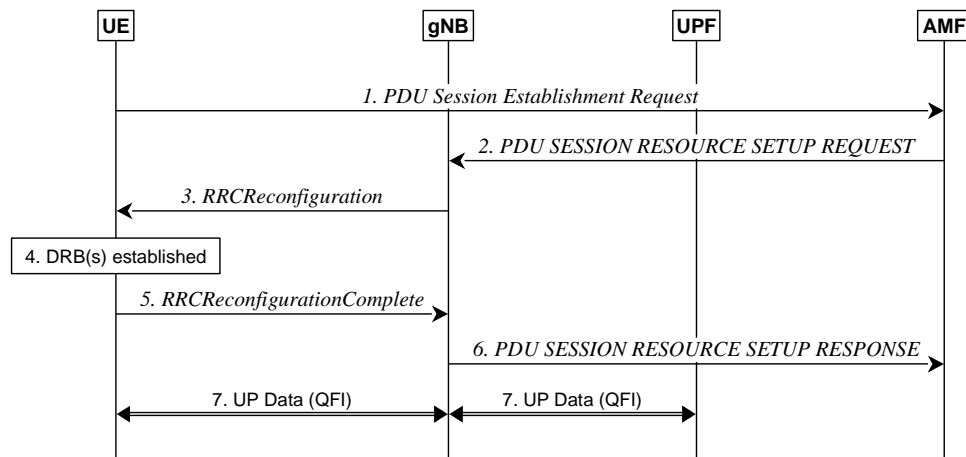 UE
gNB
UPF
AMF
1. PDU Session Establishment Request
2. PDU SESSION RESOURCE SETUP REQUEST
3. RRCReconfiguration
4. DRB(s) established
5. RRCReconfigurationComplete
6. PDU SESSION RESOURCE SETUP RESPONSE
7. UP Data (QFI)
7. UP Data (QFI)